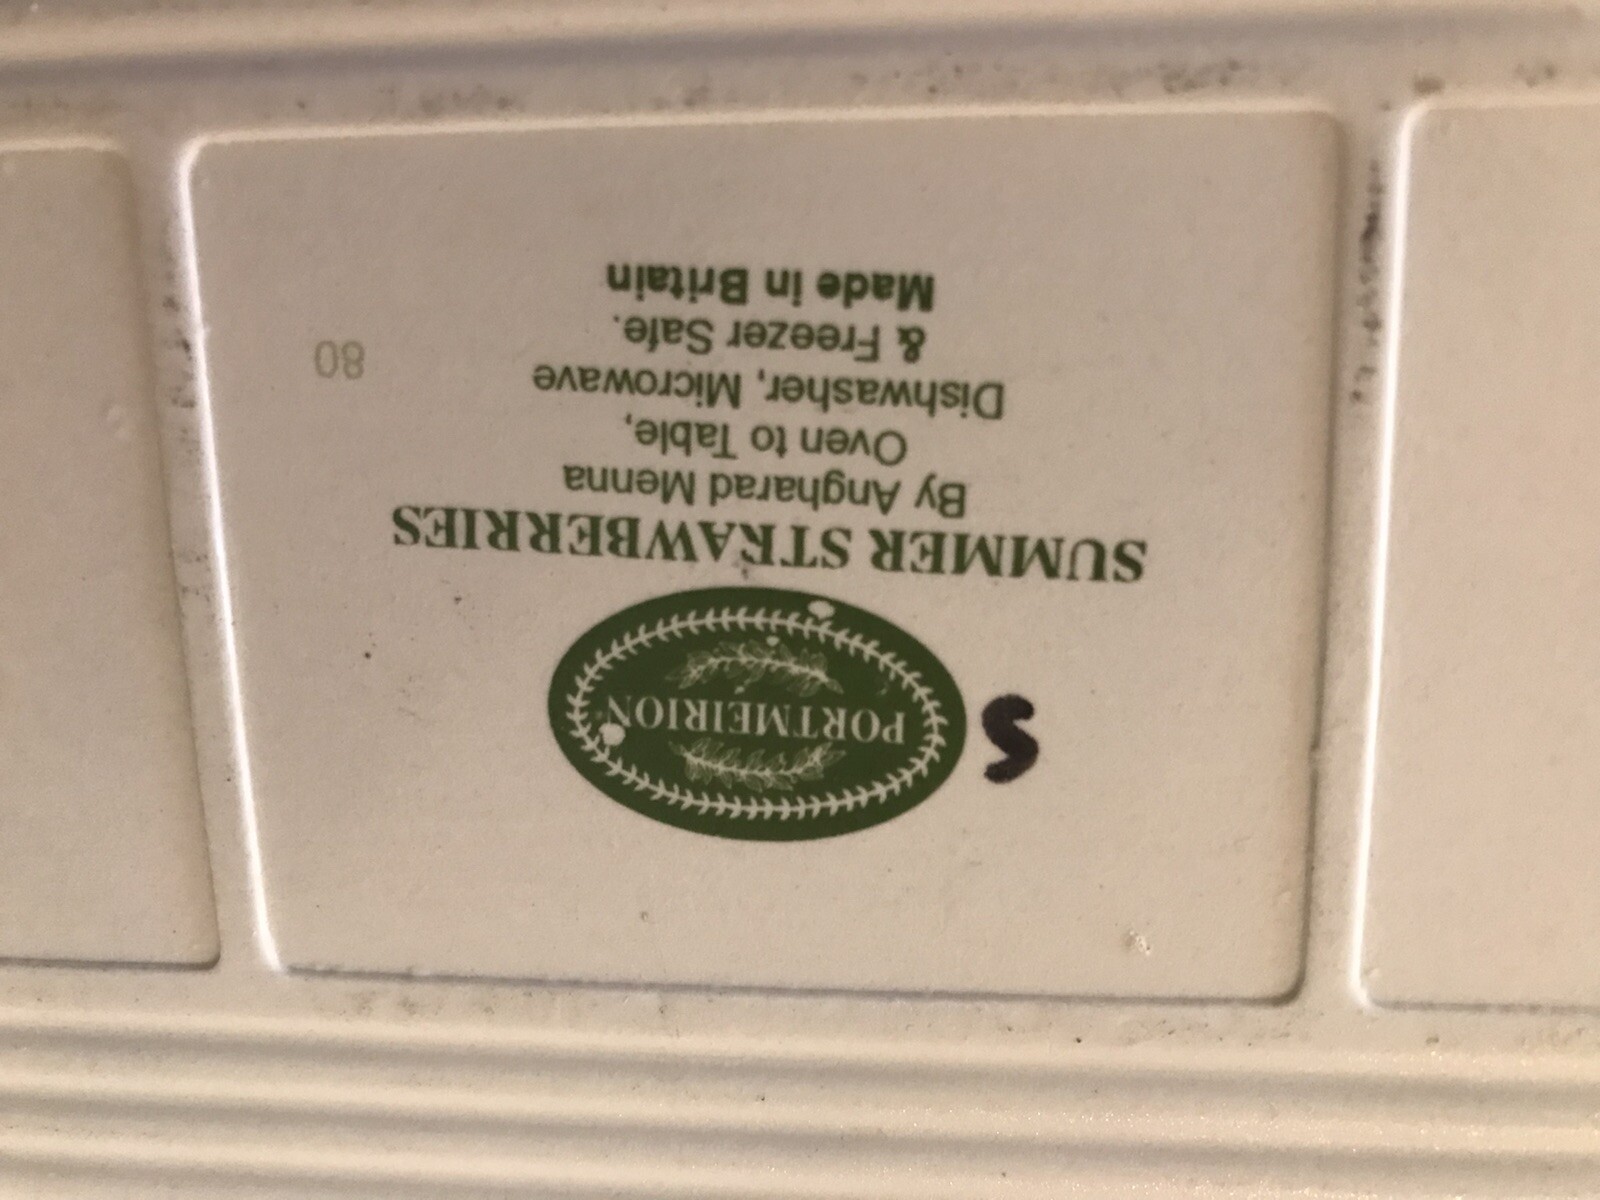 S
PORTMEIRION
SUMMER STRAWBERRIES
By Angharad Menna
Oven to Table,
Dishwasher, Microwave
& Freezer Safe.
Made in Britain
80